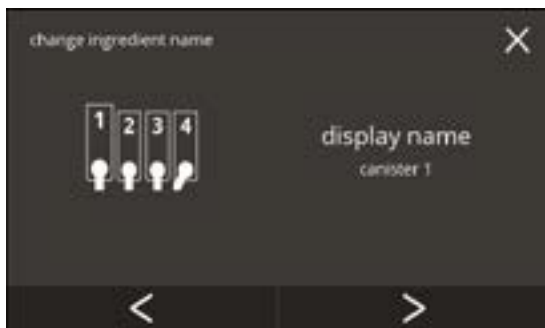 change ingredient name
1 2 3 4
display name
canister 1